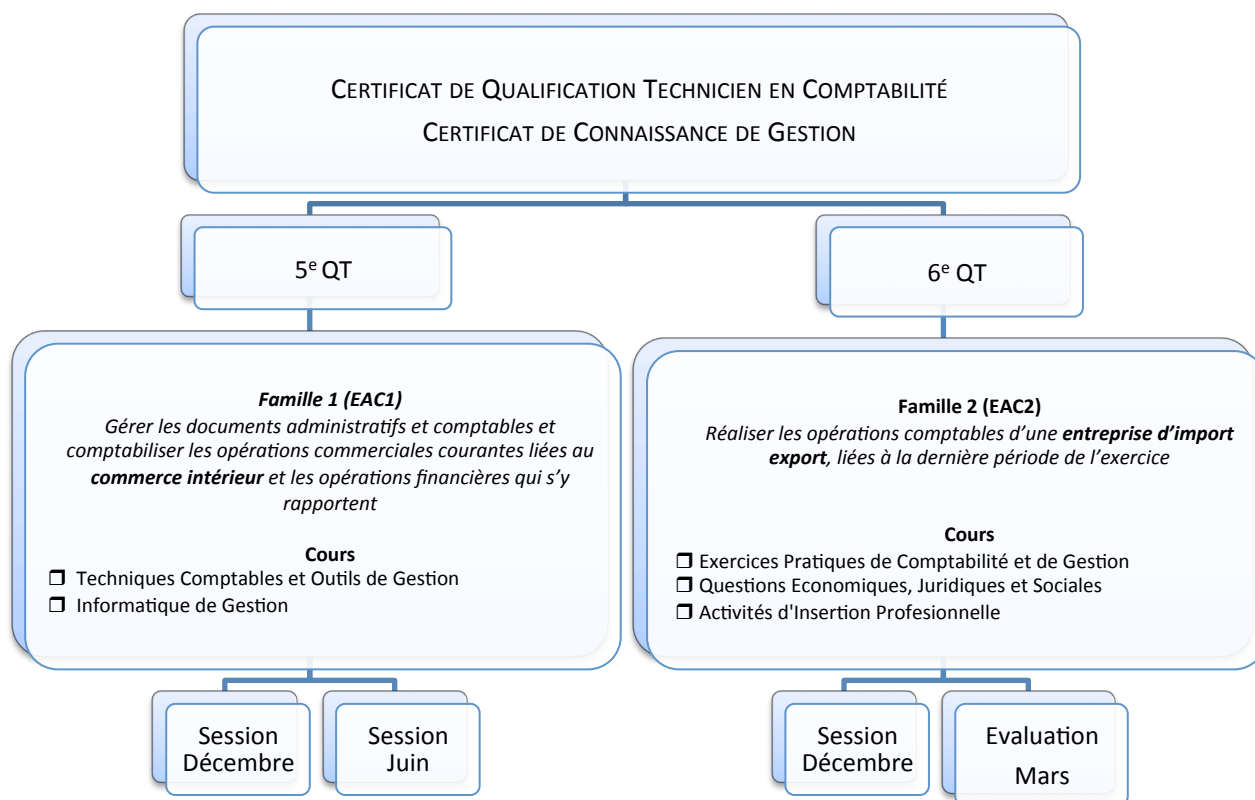 CERTIFICAT DE QUALIFICATION TECHNICIEN EN COMPTABILITÉ
CERTIFICAT DE CONNAISSANCE DE GESTION
5e QT
6e QT
Famille 1 (EAC1)
Gérer les documents administratifs et comptables et
comptabiliser les opérations commerciales courantes liées au
commerce intérieur et les opérations financières qui s’y
rapportent
Cours
❒ Techniques Comptables et Outils de Gestion
❒ Informatique de Gestion
Famille 2 (EAC2)
Réaliser les opérations comptables d’une entreprise d’import
export, liées à la dernière période de l’exercice
Cours
❒ Exercices Pratiques de Comptabilité et de Gestion
❒ Questions Economiques, Juridiques et Sociales
❒ Activités d'Insertion Profesionnelle
Session
Décembre
Session
Juin
Session
Décembre
Evaluation
Mars